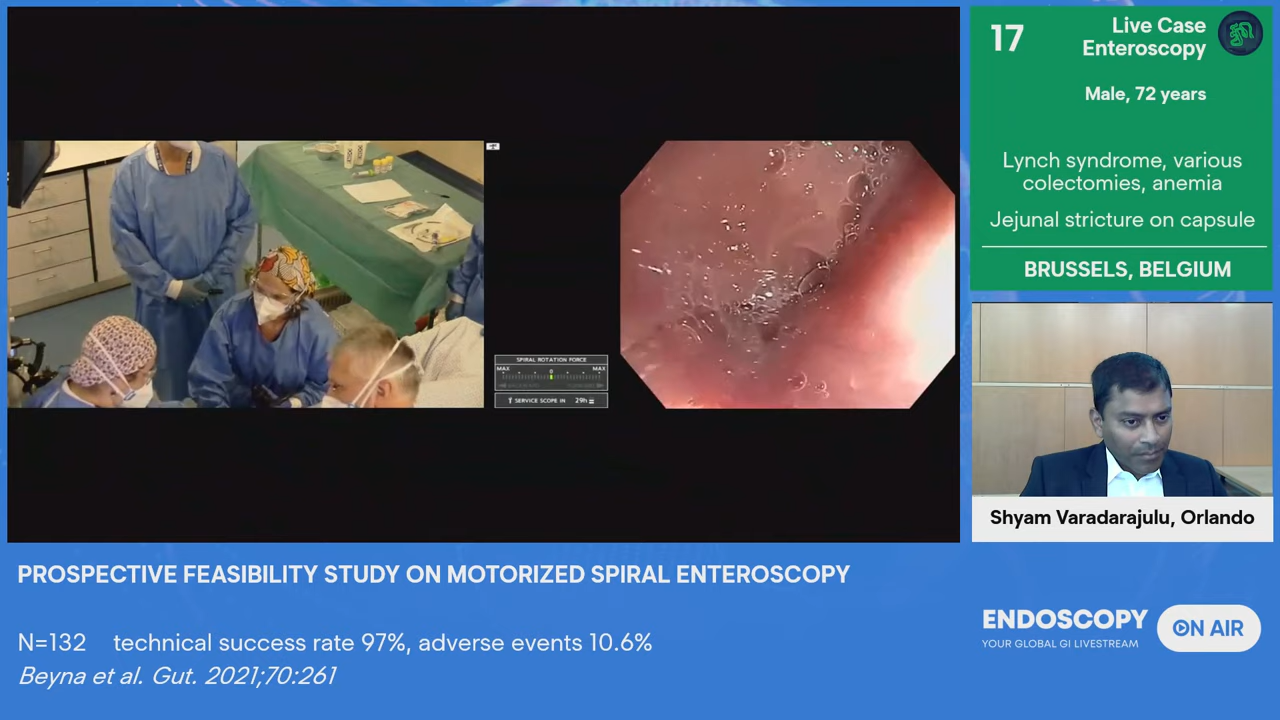 17
Live Case
Enteroscopy
Male, 72 years
Lynch syndrome, various
colectomies, anemia
Jejunal stricture on capsule
BRUSSELS, BELGIUM
SPIRAL ROTATION FORCE
MAX 0 MAX
SERVICE SCOPE IN 29h
Shyam Varadarajulu, Orlando
PROSPECTIVE FEASIBILITY STUDY ON MOTORIZED SPIRAL ENTEROSCOPY
N=132 technical success rate 97%, adverse events 10.6%
Beyna et al. Gut. 2021;70:261
ENDOSCOPY ON AIR
YOUR GLOBAL GI LIVESTREAM